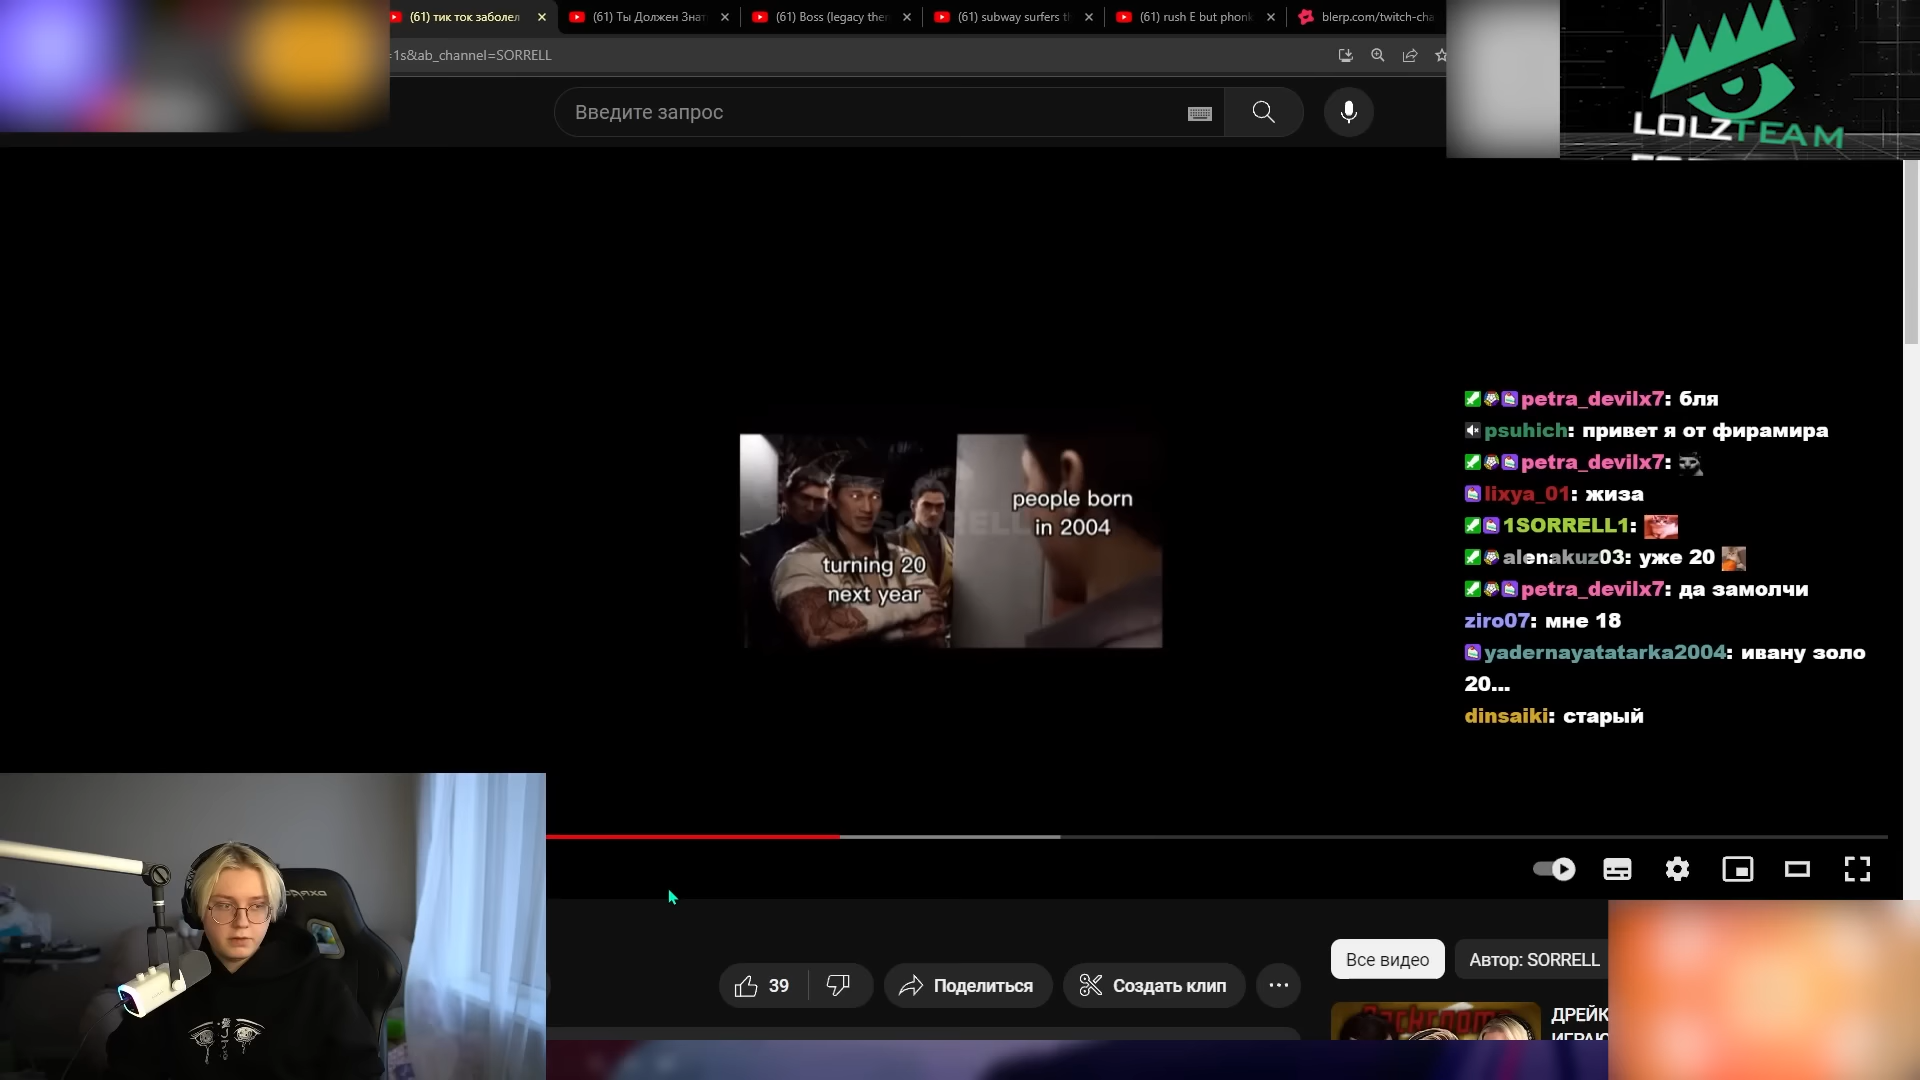 (61) тик ток заболел
(61) Ты Должен Знат
(61) Boss (legacy then
(61) subway surfers th
(61) rush E but phonk
blerp.com/twitch-cha
=1s&ab_channel=SORRELL
Введите запрос
LOLZTEAM
petra_devilx7: бля
psuhich: привет я от фирамира
petra_devilx7:
lixya_01: жиза
1SORRELL1:
alenakuz03: уже 20
petra_devilx7: да замолчи
ziro07: мне 18
yadernayatatarka2004: ивану золо
20...
dinsaiki: старый
people born
in 2004
SORRELL
turning 20
next year
39
Поделиться
Создать клип
Все видео
Автор: SORRELL
ДРЕЙК
ИГРАЮ